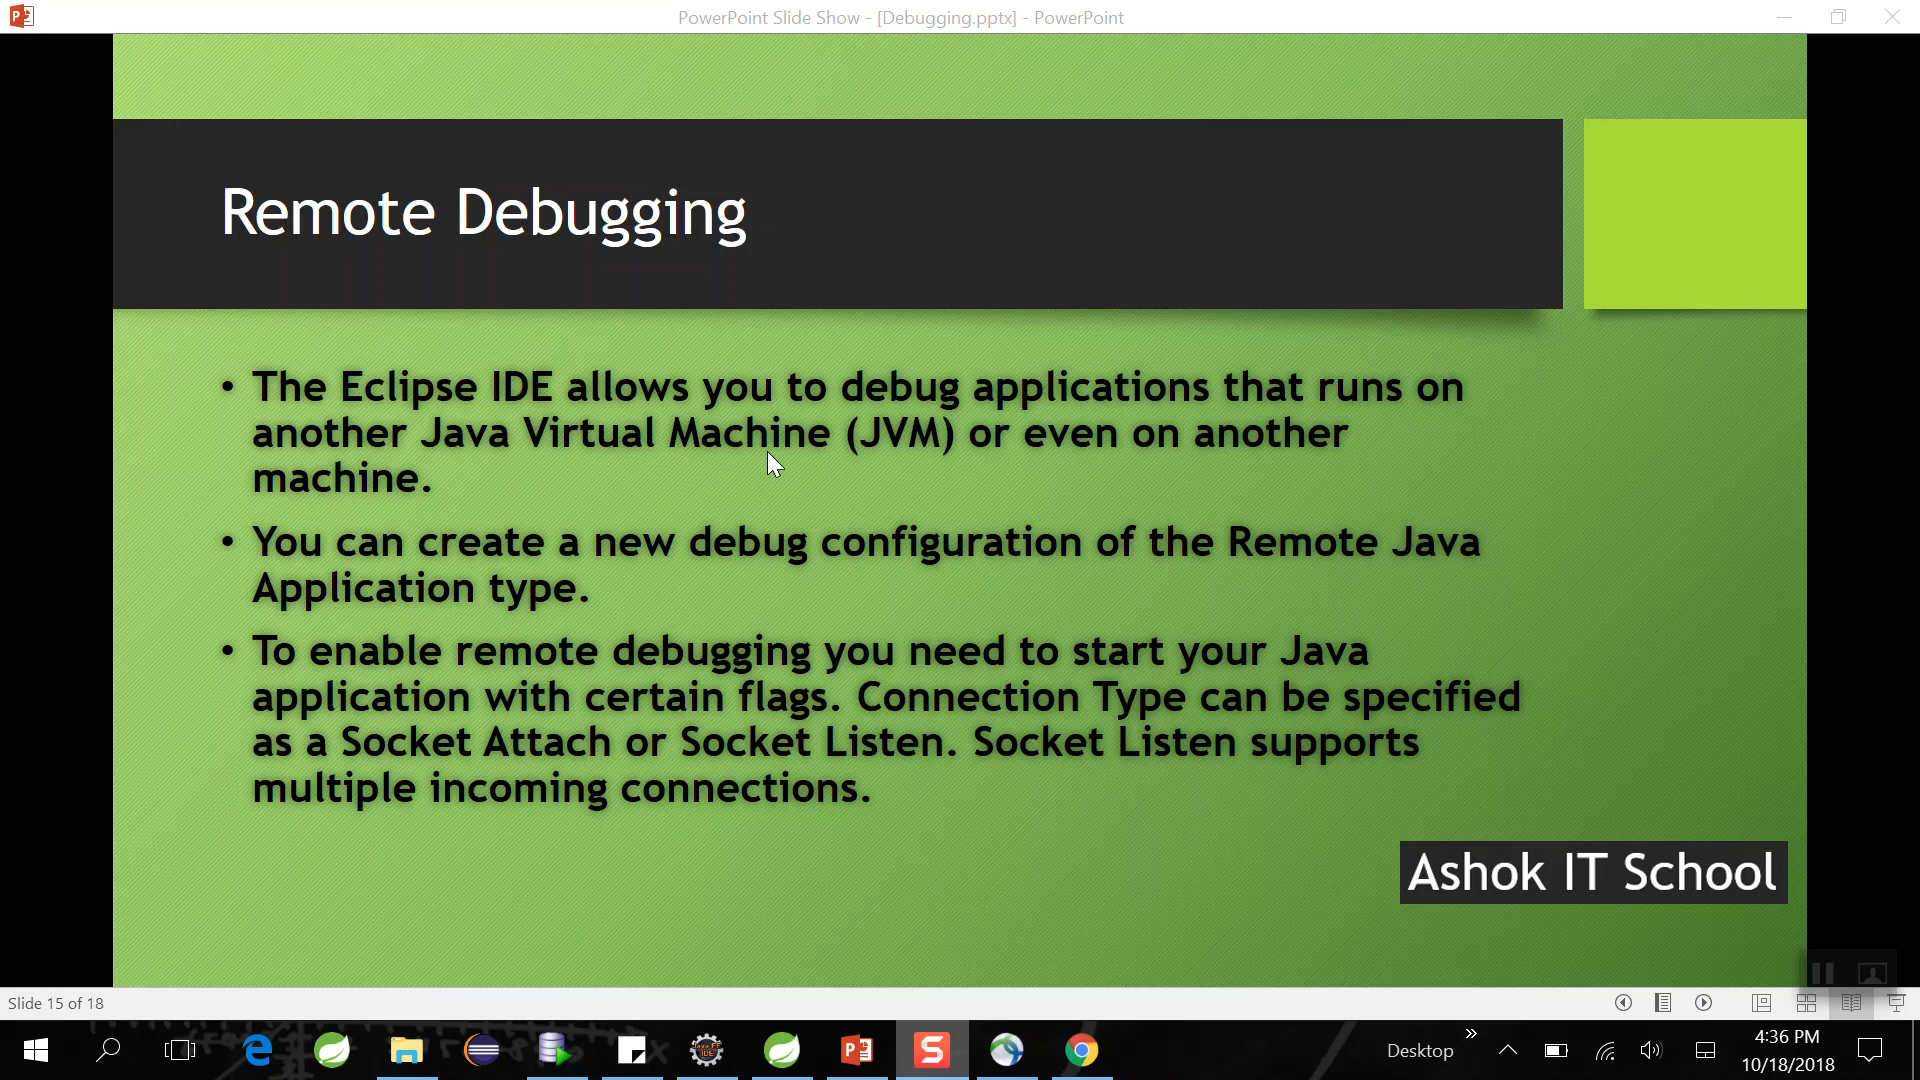 PowerPoint Slide Show - [Debugging.pptx] - PowerPoint
Remote Debugging
• The Eclipse IDE allows you to debug applications that runs on
another Java Virtual Machine (JVM) or even on another
machine.
• You can create a new debug configuration of the Remote Java
Application type.
• To enable remote debugging you need to start your Java
application with certain flags. Connection Type can be specified
as a Socket Attach or Socket Listen. Socket Listen supports
multiple incoming connections.
Ashok IT School
Slide 15 of 18
Desktop
4:36 PM
10/18/2018